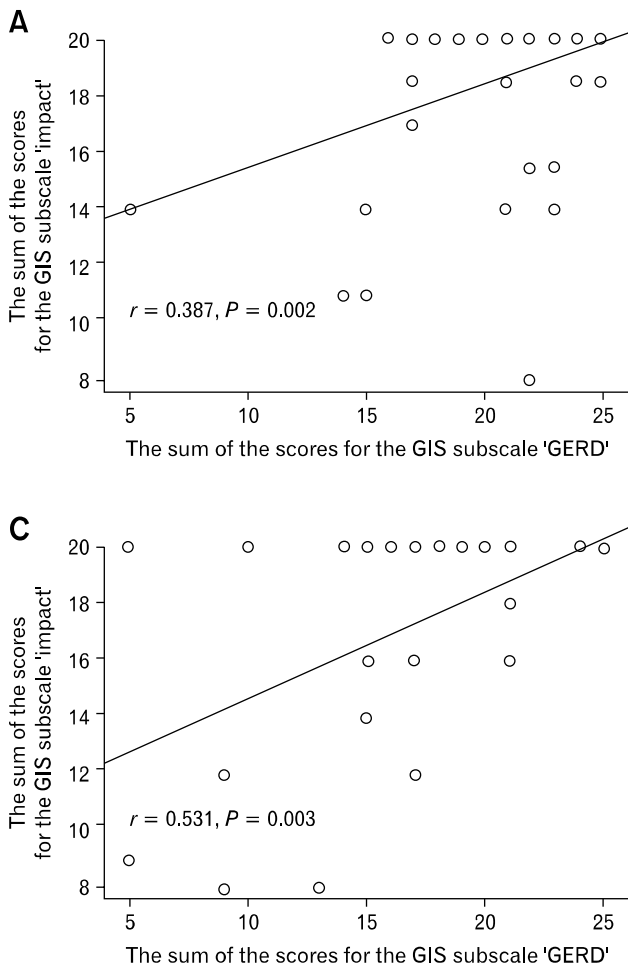 A
The sum of the scores
for the GIS subscale 'impact'
20
18
16
14
12
10
8
r = 0.387, P = 0.002
5 10 15 20 25
The sum of the scores for the GIS subscale 'GERD'
C
The sum of the scores
for the GIS subscale 'impact'
20
18
16
14
12
10
8
r = 0.531, P = 0.003
5 10 15 20 25
The sum of the scores for the GIS subscale 'GERD'